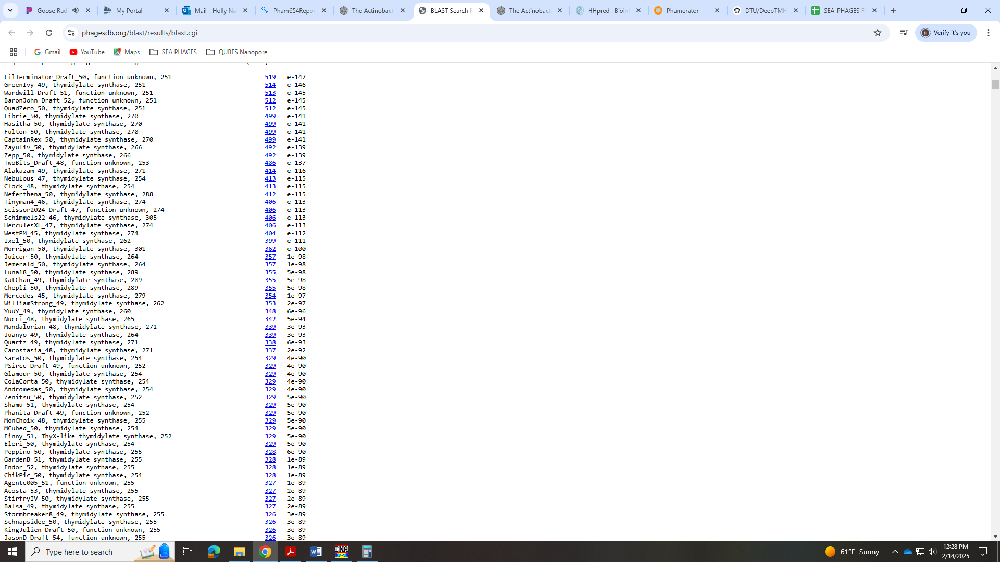 Goose Radi
My Portal
Mail - Holly Na
Pham654Repor
The Actinobact
BLAST Search R
The Actinobact
HHpred | Bioinf
Phamerator
DTU/DeepTMH
SEA-PHAGES F
phagesdb.org/blast/results/blast.cgi
Verify it's you
Gmail
YouTube
Maps
SEA PHAGES
QUBES Nanopore
LilTerminator_Draft_50, function unknown, 251 519 e-147
GreenIvy_49, thymidylate synthase, 251 514 e-146
Wardwill_Draft_51, function unknown, 251 513 e-145
BaronJohn_Draft_52, function unknown, 251 512 e-145
QuadZero_50, thymidylate synthase, 251 512 e-145
Librie_50, thymidylate synthase, 270 499 e-141
Hasitha_50, thymidylate synthase, 270 499 e-141
Fulton_50, thymidylate synthase, 270 499 e-141
CaptainRex_50, thymidylate synthase, 270 499 e-141
Zayuliv_50, thymidylate synthase, 266 492 e-139
Zepp_50, thymidylate synthase, 266 492 e-139
TwoBits_Draft_48, function unknown, 253 486 e-137
Alakazam_49, thymidylate synthase, 271 414 e-116
Nebulous_47, thymidylate synthase, 254 413 e-115
Clock_48, thymidylate synthase, 254 413 e-115
Neferthena_50, thymidylate synthase, 288 412 e-115
Tinyman4_46, thymidylate synthase, 274 406 e-113
Scissor2024_Draft_47, function unknown, 274 406 e-113
Schimmels22_46, thymidylate synthase, 305 406 e-113
HerculesXL_47, thymidylate synthase, 274 406 e-113
WestPM_45, thymidylate synthase, 274 404 e-112
Ixel_50, thymidylate synthase, 262 399 e-111
Morrigan_50, thymidylate synthase, 301 362 e-100
Juicer_50, thymidylate synthase, 264 357 1e-98
Jemerald_50, thymidylate synthase, 264 357 1e-98
Luna18_50, thymidylate synthase, 289 355 5e-98
KatChan_49, thymidylate synthase, 289 355 5e-98
Chepli_50, thymidylate synthase, 289 355 5e-98
Mercedes_45, thymidylate synthase, 279 354 1e-97
WilliamStrong_49, thymidylate synthase, 262 353 2e-97
YuuY_49, thymidylate synthase, 260 348 6e-96
Nucci_48, thymidylate synthase, 265 342 5e-94
Mandalorian_48, thymidylate synthase, 271 339 3e-93
Juanyo_49, thymidylate synthase, 264 339 3e-93
Quartz_49, thymidylate synthase, 271 338 6e-93
Carostasia_48, thymidylate synthase, 271 337 2e-92
Saratos_50, thymidylate synthase, 254 329 4e-90
PSirce_Draft_49, function unknown, 252 329 4e-90
Glamour_50, thymidylate synthase, 254 329 4e-90
ColaCorta_50, thymidylate synthase, 254 329 4e-90
Andromedas_50, thymidylate synthase, 254 329 4e-90
Zenitsu_50, thymidylate synthase, 252 329 5e-90
Shamu_51, thymidylate synthase, 254 329 5e-90
Phanita_Draft_49, function unknown, 252 329 5e-90
MonChoix_48, thymidylate synthase, 255 329 5e-90
MCubed_50, thymidylate synthase, 254 329 5e-90
Finny_51, ThyX-like thymidylate synthase, 252 329 5e-90
Eleri_50, thymidylate synthase, 254 329 5e-90
Peppino_50, thymidylate synthase, 255 328 6e-90
GardenB_51, thymidylate synthase, 255 328 1e-89
Endor_52, thymidylate synthase, 255 328 1e-89
ChikPic_50, thymidylate synthase, 254 328 1e-89
Agente005_51, function unknown, 255 327 1e-89
Acosta_53, thymidylate synthase, 255 327 2e-89
StirfryIV_50, thymidylate synthase, 255 327 2e-89
Balsa_49, thymidylate synthase, 255 327 2e-89
Stormbreaker8_49, thymidylate synthase, 255 326 3e-89
Schnapsidee_50, thymidylate synthase, 255 326 3e-89
KingJulien_Draft_50, function unknown, 255 326 3e-89
JasonD_Draft_54, function unknown, 255 326 3e-89
Type here to search
DNA
61°F Sunny
12:28 PM
2/14/2025